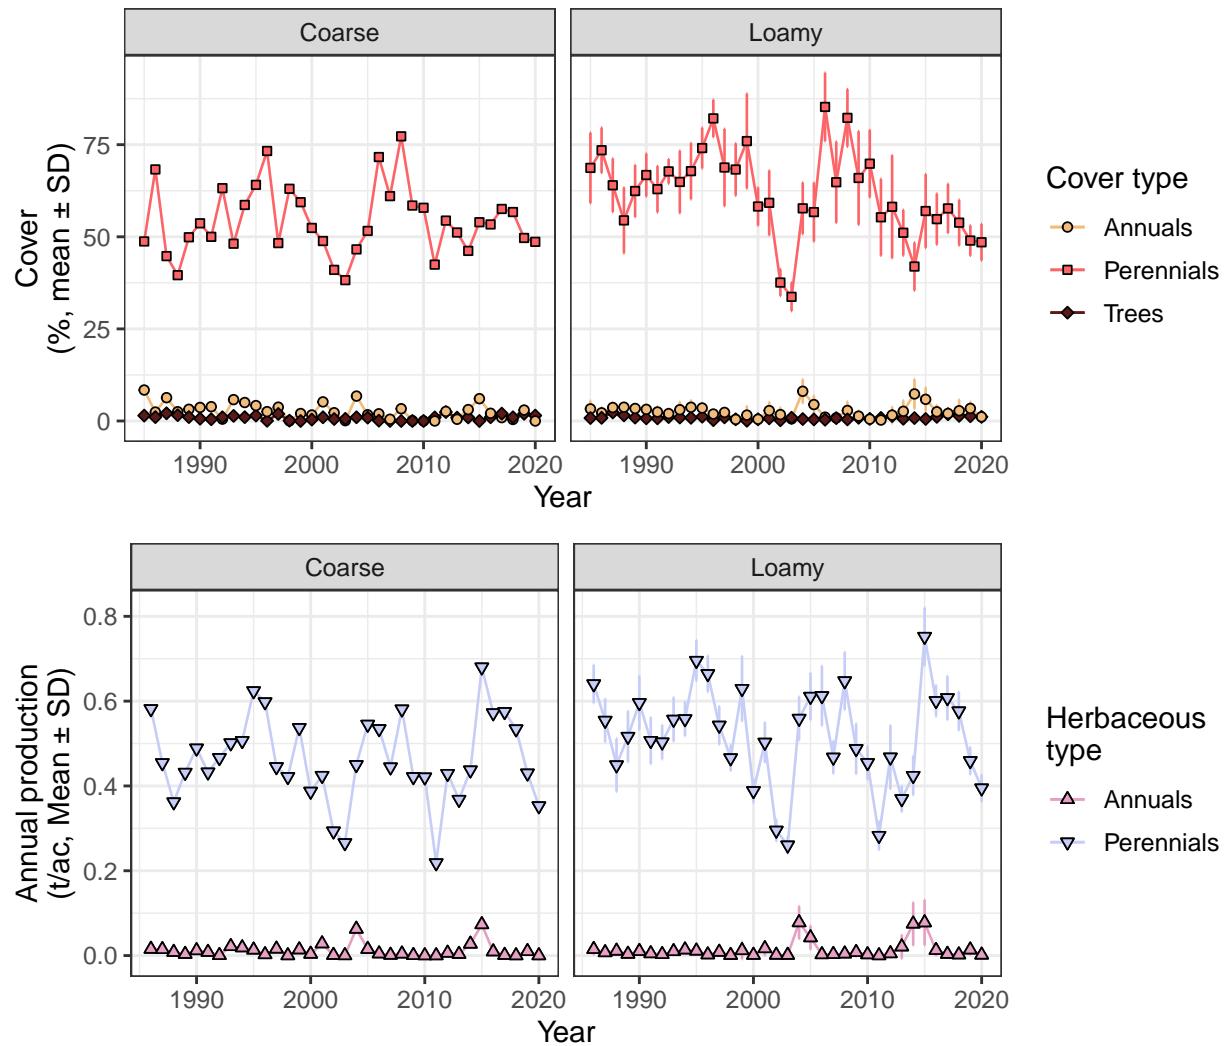 Coarse
Loamy
75
50
25
0
Cover
(%, mean ± SD)
1990
2000
2010
2020
1990
2000
2010
2020
Year
Cover type
Annuals
Perennials
Trees
Coarse
Loamy
0.8
0.6
0.4
0.2
0.0
Annual production
(t/ac, Mean ± SD)
1990
2000
2010
2020
1990
2000
2010
2020
Year
Herbaceous
type
Annuals
Perennials